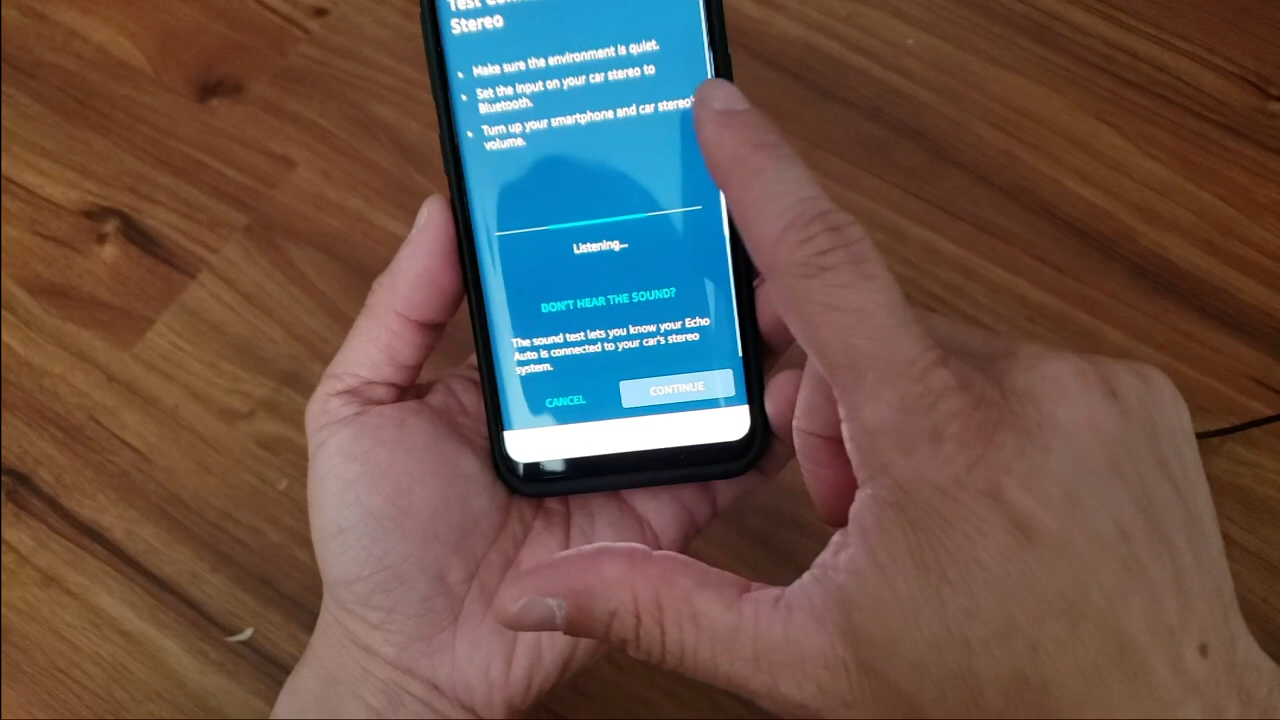 Test
Stereo
Make sure the environment is quiet.
Set the input on your car stereo to
Bluetooth.
Turn up your smartphone and car stereo's
volume.
Listening...
DON'T HEAR THE SOUND?
The sound test lets you know your Echo
Auto is connected to your car's stereo
system.
CANCEL
CONTINUE